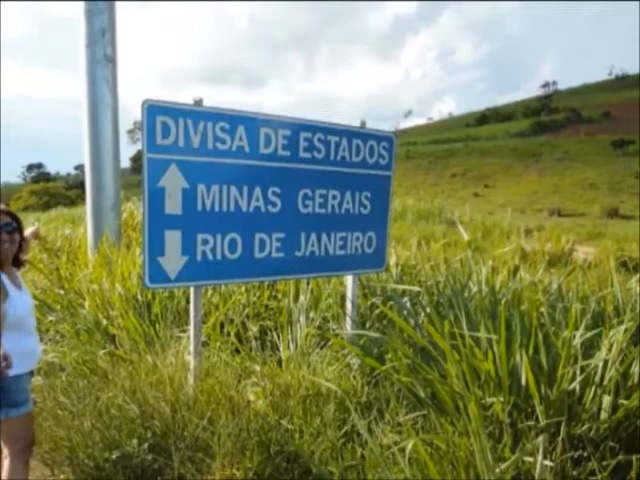 DIVISA DE ESTADOS
MINAS GERAIS
RIO DE JANEIRO